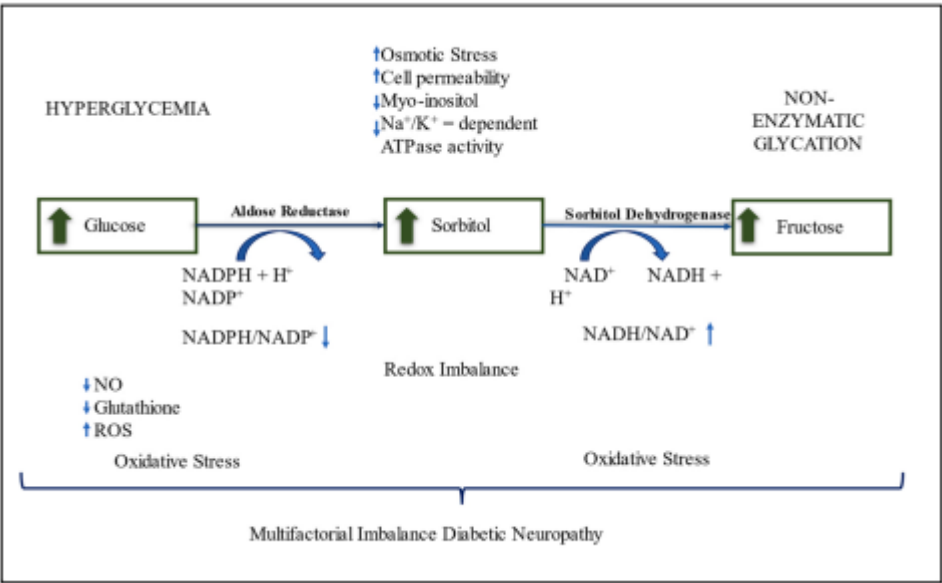 ↑Osmotic Stress
↑Cell permeability
↓Myo-inositol
↓Na⁺/K⁺ = dependent
ATPase activity
HYPERGLYCEMIA
NON-
ENZYMATIC
GLYCATION
Glucose
Aldose Reductase
Sorbitol
Sorbitol Dehydrogenase
Fructose
NADPH + H⁺
NADP⁺
NAD⁺ NADH +
H⁺
NADPH/NADP⁺ ↓
NADH/NAD⁺ ↑
Redox Imbalance
↓NO
↓Glutathione
↑ROS
Oxidative Stress
Oxidative Stress
Multifactorial Imbalance Diabetic Neuropathy